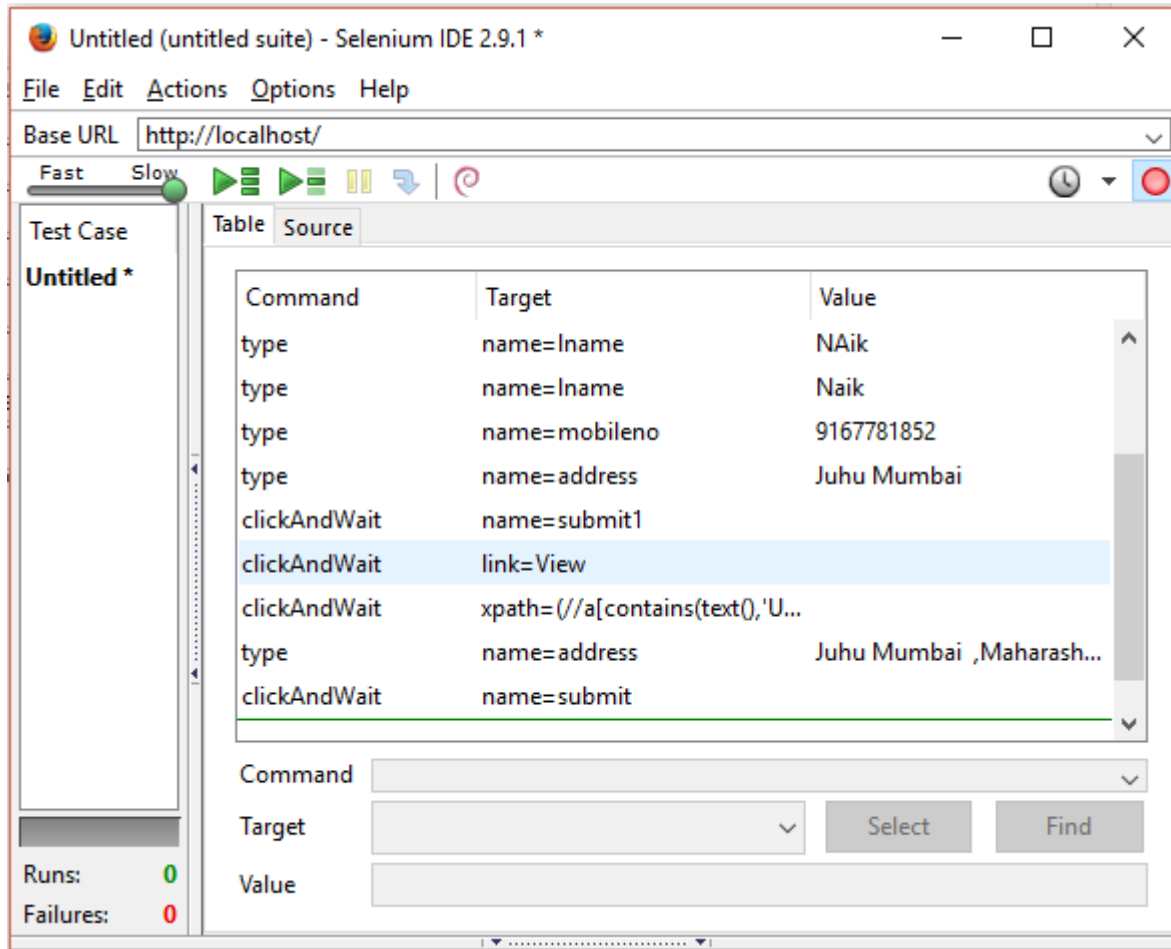 Untitled (untitled suite) - Selenium IDE 2.9.1 *
File Edit Actions Options Help
Base URL http://localhost/
Fast Slow
Test Case
Untitled *
Table Source
Command Target Value
type name=lname NAik
type name=lname Naik
type name=mobileno 9167781852
type name=address Juhu Mumbai
clickAndWait name=submit1
clickAndWait link=View
clickAndWait xpath=(//a[contains(text(),'U...
type name=address Juhu Mumbai ,Maharash...
clickAndWait name=submit
Command
Target Select Find
Value
Runs: 0
Failures: 0